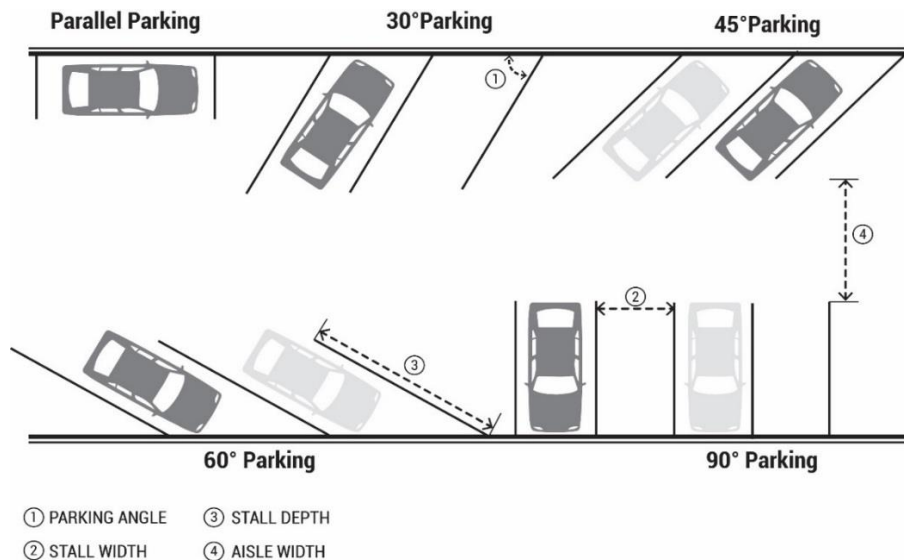 Parallel Parking
30°Parking
45°Parking
1
4
2
3
60° Parking
90° Parking
1 PARKING ANGLE
3 STALL DEPTH
2 STALL WIDTH
4 AISLE WIDTH